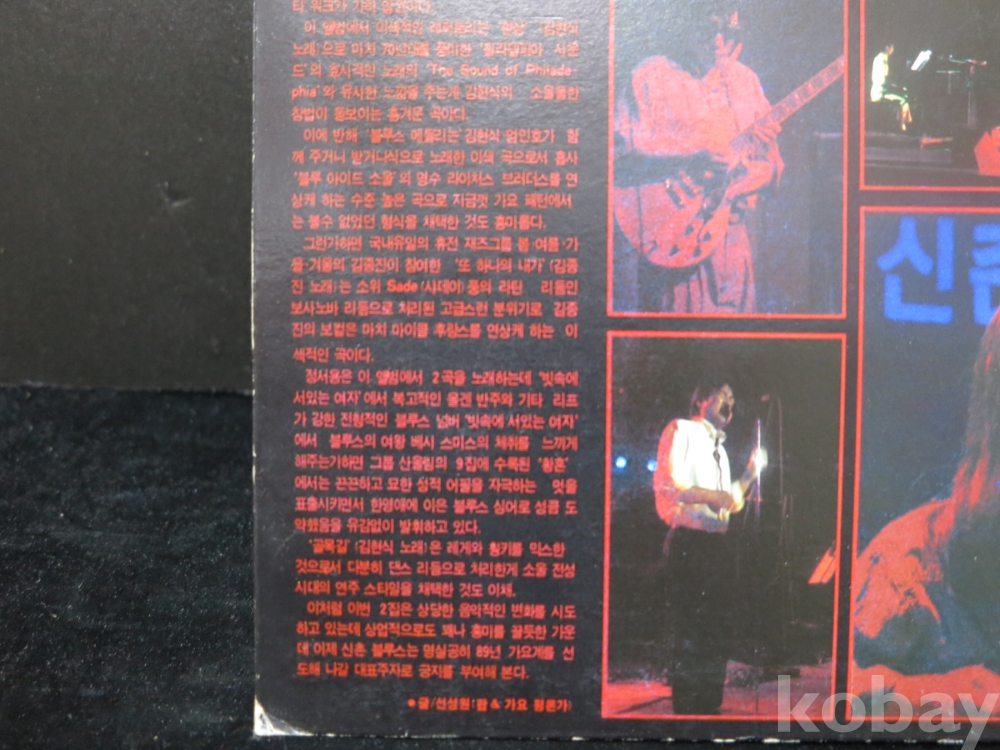 타 워크가 가히 일품이다.
이 앨범에서 이색적인 레퍼토리는 '환상' (김현식
노래)으로 마치 70년대를 풍미한 '필라델피아 사운
드'의 효시격인 노래의 'The Sound of Philade-
phia'와 유사한 느낌을 주는게 김현식의 소울풍한
창법이 돋보이는 흥겨운 곡이다.
이에 반해 '블루스 메들리는' 김현식·엄인호가 함
께 주거니 받거나식으로 노래한 이색 곡으로서 흡사
'블루 아이드 소울'의 명수 라이처스 브러더스를 연
상케 하는 수준 높은 곡으로 지금껏 가요 패턴에서
는 볼수 없었던 형식을 채택한 것도 흥미롭다.
그런가하면 국내유일의 휴전 재즈그룹 봄·여름·가
을·겨울의 김종진이 참여한 '또 하나의 내가' (김종
진 노래)는 소위 Sade (샤데이)풍의 라틴 리듬인
보사노바 리듬으로 처리된 고급스런 분위기로 김종
진의 보컬은 마치 마이클 후랑스를 연상케 하는 이
색적인 곡이다.
정서용은 이 앨범에서 2곡을 노래하는데 '빗속에
서있는 여자'에서 복고적인 올겐 반주와 기타 리프
가 강한 전형적인 블루스 넘버 '빗속에 서있는 여자'
에서 블루스의 여왕 베시 스미스의 체취를 느끼게
해주는가하면 그룹 산울림의 9집에 수록된 '황혼'
에서는 끈끈하고 묘한 성적 어필을 자극하는 멋을
표출시키면서 한영애에 이은 블루스 싱어로 성큼 도
약했음을 유감없이 발휘하고 있다.
'골목길' (김현식 노래)은 레게와 훵키를 믹스한
것으로서 다분히 댄스 리듬으로 처리한게 소울 전성
시대의 연주 스타일을 채택한 것도 이채.
이처럼 이번 2집은 상당한 음악적인 변화를 시도
하고 있는데 상업적으로도 꽤나 흥미를 끌듯한 가운
데 이제 신촌 블루스는 명실공히 89년 가요계를 선
도해 나갈 대표주자로 긍지를 부여해 본다.
※글/선성원(팝 & 가요 평론가)
신촌
kobay